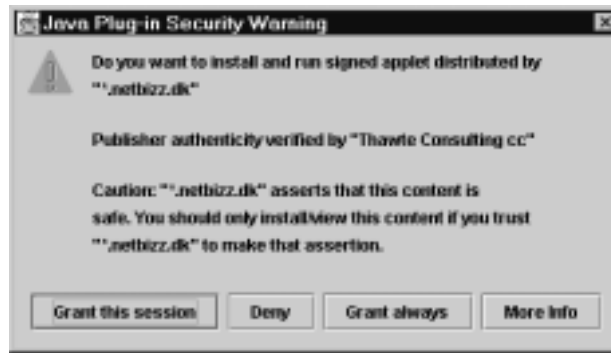 Java Plug-in Security Warning
Do you want to install and run signed applet distributed by
"*.netbizz.dk"
Publisher authenticity verified by "Thawte Consulting cc"
Caution: "*.netbizz.dk" asserts that this content is
safe. You should only install/view this content if you trust
"*.netbizz.dk" to make that assertion.
Grant this session Deny Grant always More Info